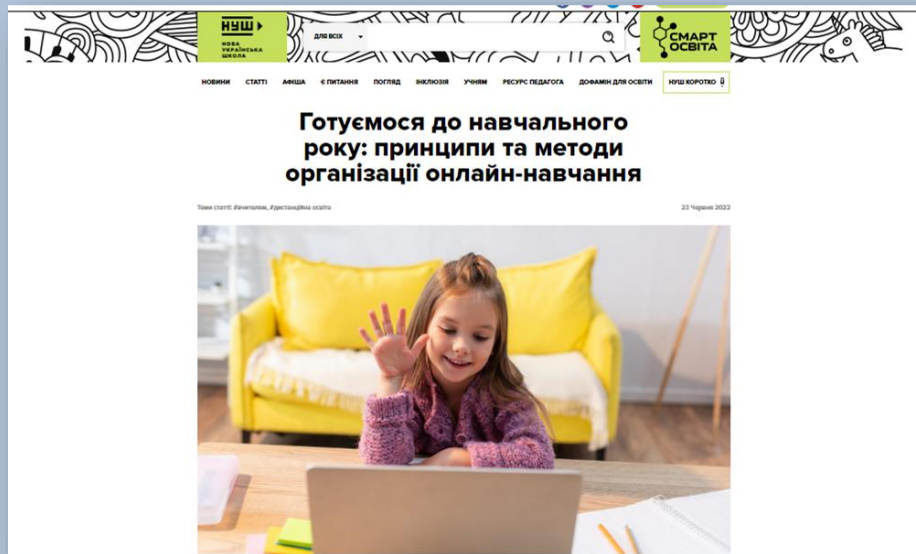 НУШ
НОВА
УКРАЇНСЬКА
ШКОЛА
ДЛЯ ВСІХ
СМАРТ
ОСВІТА
НОВИНИ СТАТТІ АФІША Є ПИТАННЯ ПОГЛЯД ІНКЛЮЗІЯ УЧНЯМ РЕСУРС ПЕДАГОГА ДОФАМІН ДЛЯ ОСВІТИ НУШ КОРОТКО
Готуємося до навчального
року: принципи та методи
організації онлайн-навчання
Теми статті: #вчителям, #дистанційна освіта 23 Червня 2022